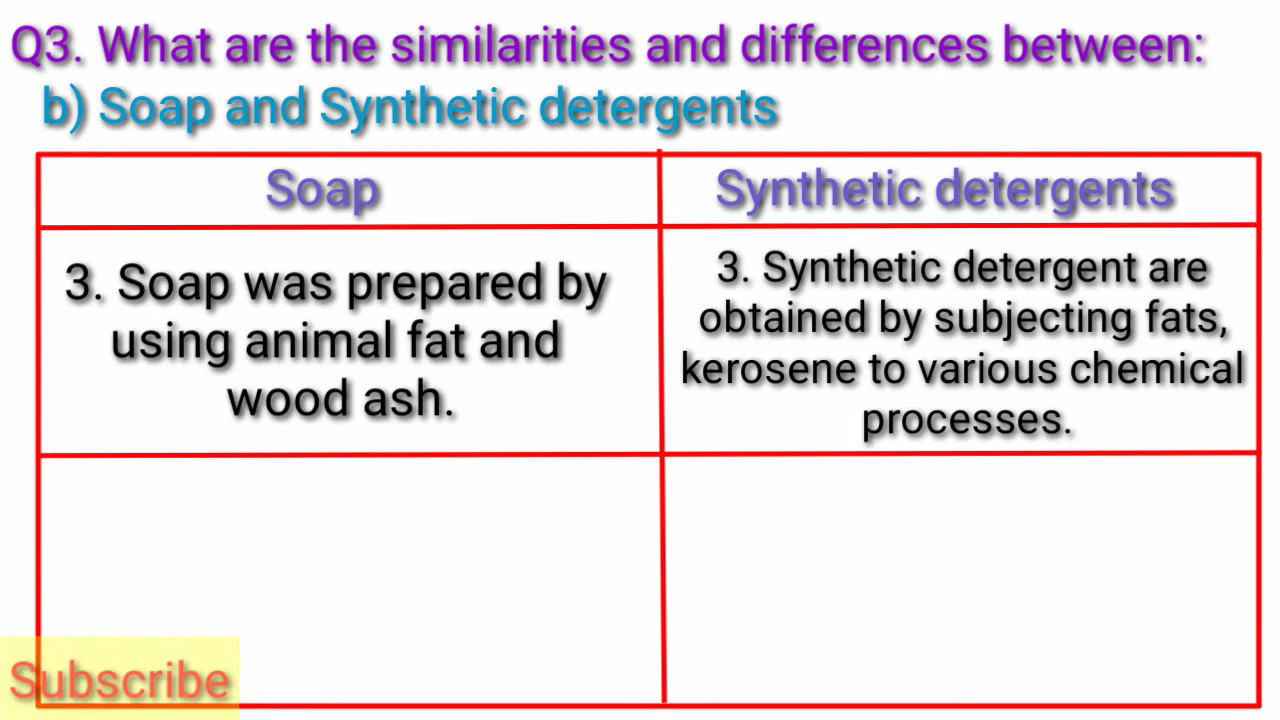 Q3. What are the similarities and differences between:
b) Soap and Synthetic detergents
Soap
Synthetic detergents
3. Soap was prepared by
using animal fat and
wood ash.
3. Synthetic detergent are
obtained by subjecting fats,
kerosene to various chemical
processes.
Subscribe